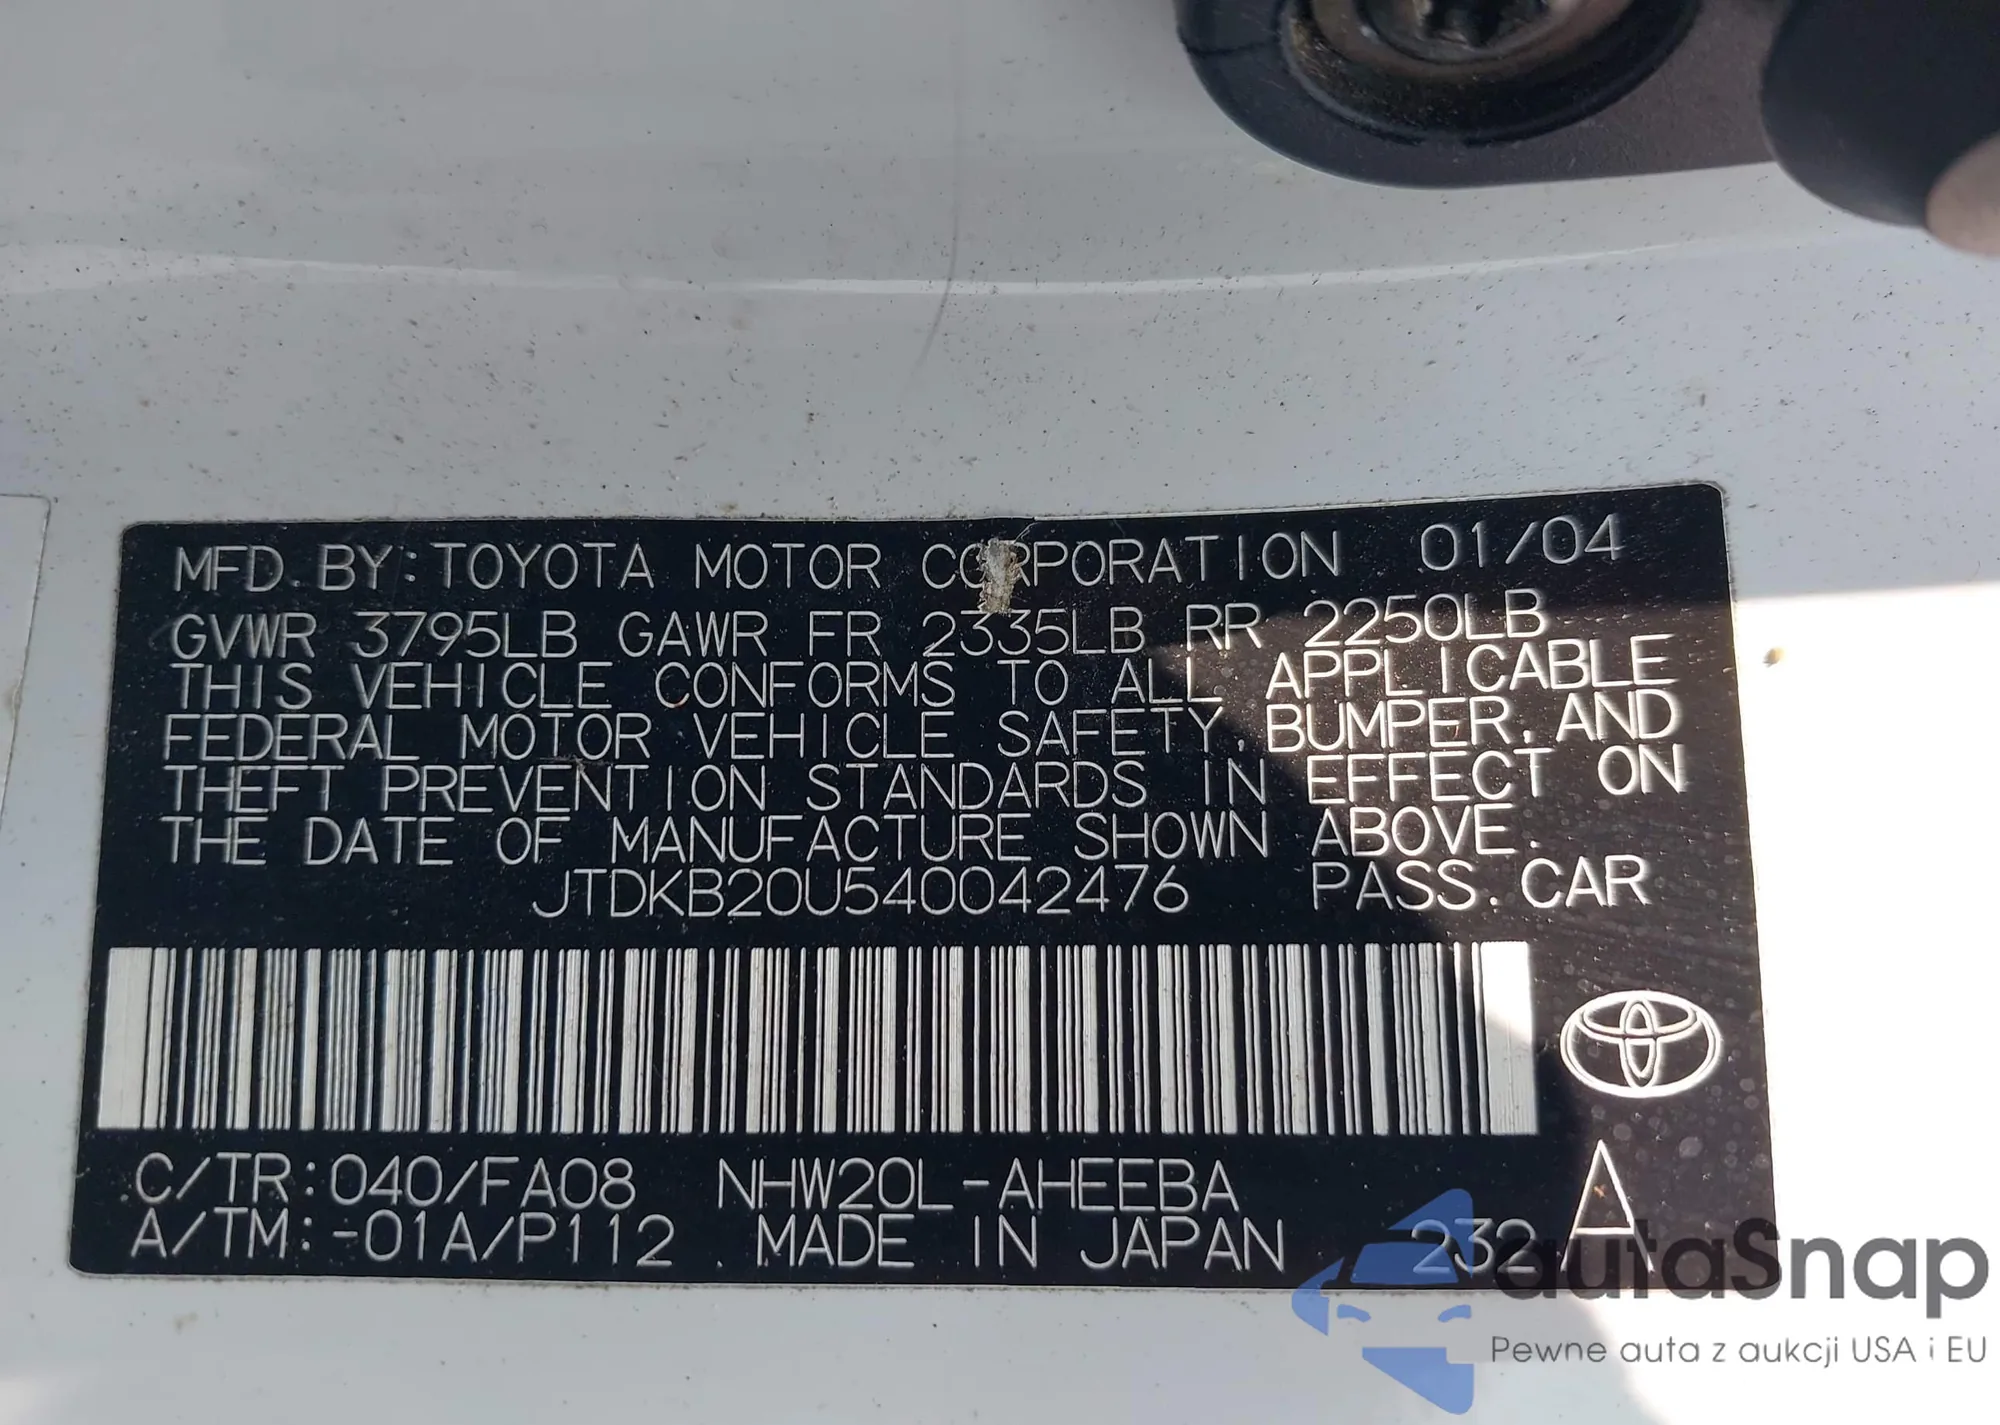 MFD. BY: TOYOTA MOTOR CORPORATION 01/04
GVWR 3795LB GAWR FR 2335LB RR 2250LB
THIS VEHICLE CONFORMS TO ALL APPLICABLE
FEDERAL MOTOR VEHICLE SAFETY, BUMPER, AND
THEFT PREVENTION STANDARDS IN EFFECT ON
THE DATE OF MANUFACTURE SHOWN ABOVE.
JTDKB20U540042476 PASS. CAR
C/TR: 040/FA08 NHW20L-AHEEBA
A/TM: -01A/P112 MADE IN JAPAN 232
A
autaSnap
Pewne auta z aukcji USA i EU